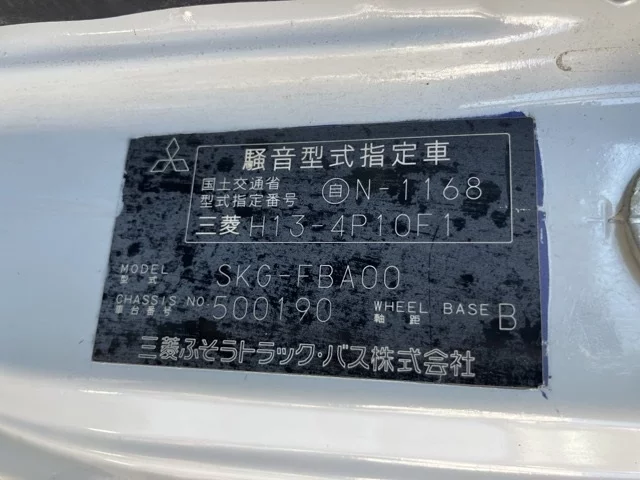 騒音型式指定車
国土交通省
型式指定番号 自N-1168
三菱 H13-4P10F1
MODEL
型式 SKG-FBA00
CHASSIS NO. 500190 WHEEL BASE B
車台番号 軸距
三菱ふそうトラック・バス株式会社